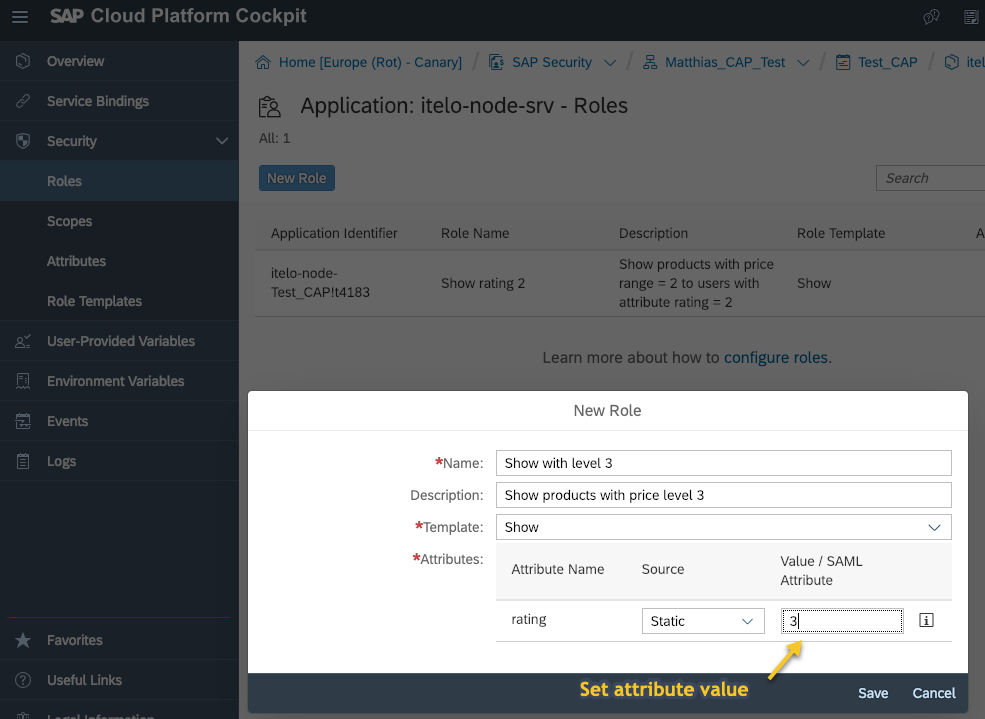 SAP Cloud Platform Cockpit
Overview
Service Bindings
Security
Roles
Scopes
Attributes
Role Templates
User-Provided Variables
Environment Variables
Events
Logs
Favorites
Useful Links
Legal Information
Home [Europe (Rot) - Canary] / SAP Security / Matthias_CAP_Test / Test_CAP / itel
Application: itelo-node-srv - Roles
All: 1
New Role
Search
Application Identifier Role Name Description Role Template A
itelo-node-
Test_CAP!t4183
Show rating 2
Show products with price
range = 2 to users with
attribute rating = 2
Show
Learn more about how to configure roles.
New Role
*Name: Show with level 3
Description: Show products with price level 3
*Template: Show
*Attributes:
Attribute Name Source Value / SAML
Attribute
rating Static 3
Set attribute value
Save Cancel